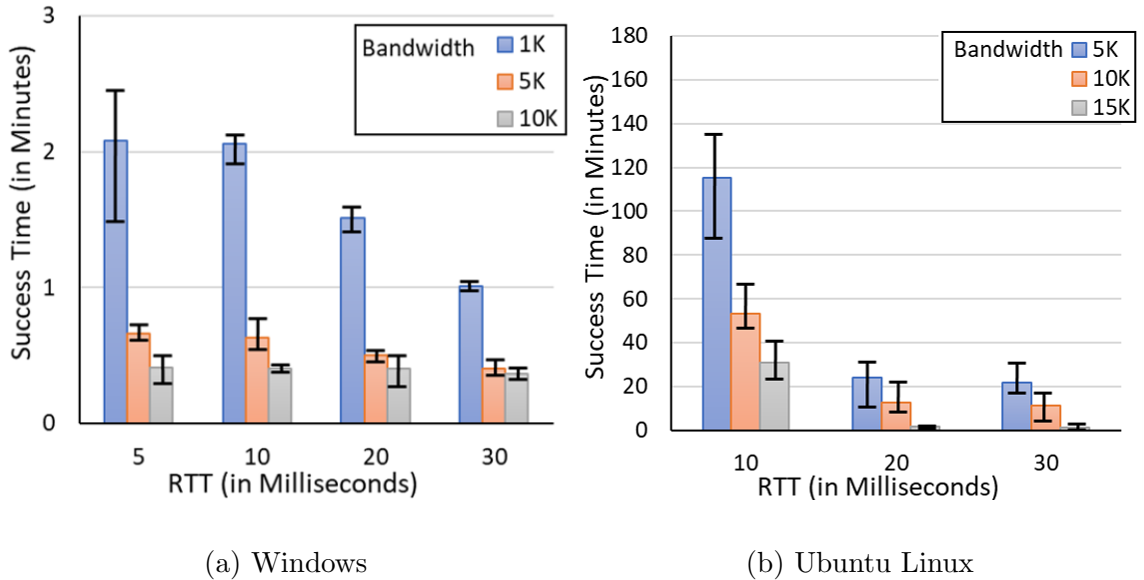 Success Time (in Minutes)
3
2
1
0
Bandwidth
1K
5K
10K
5 10 20 30
RTT (in Milliseconds)
(a) Windows
Success Time (in Minutes)
180
160
140
120
100
80
60
40
20
0
Bandwidth
5K
10K
15K
10 20 30
RTT (in Milliseconds)
(b) Ubuntu Linux